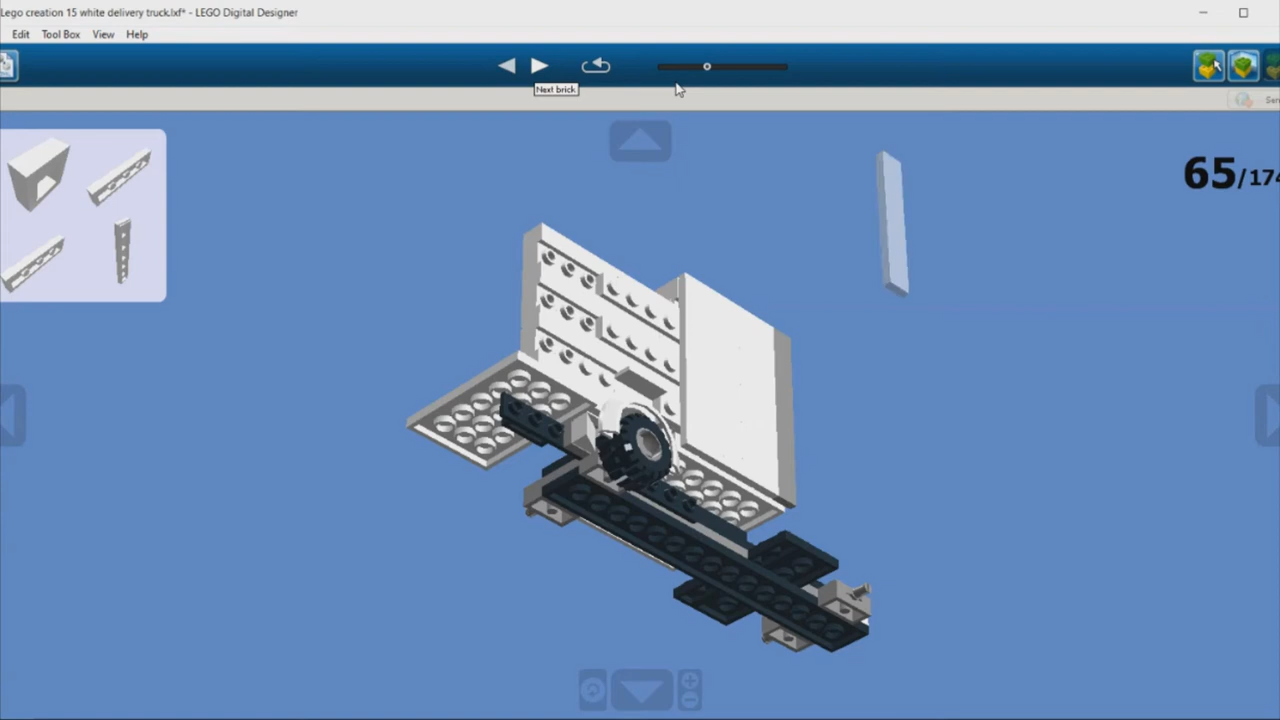 Lego creation 15 white delivery truck.lxf* - LEGO Digital Designer
Edit Tool Box View Help
Next brick
65/174